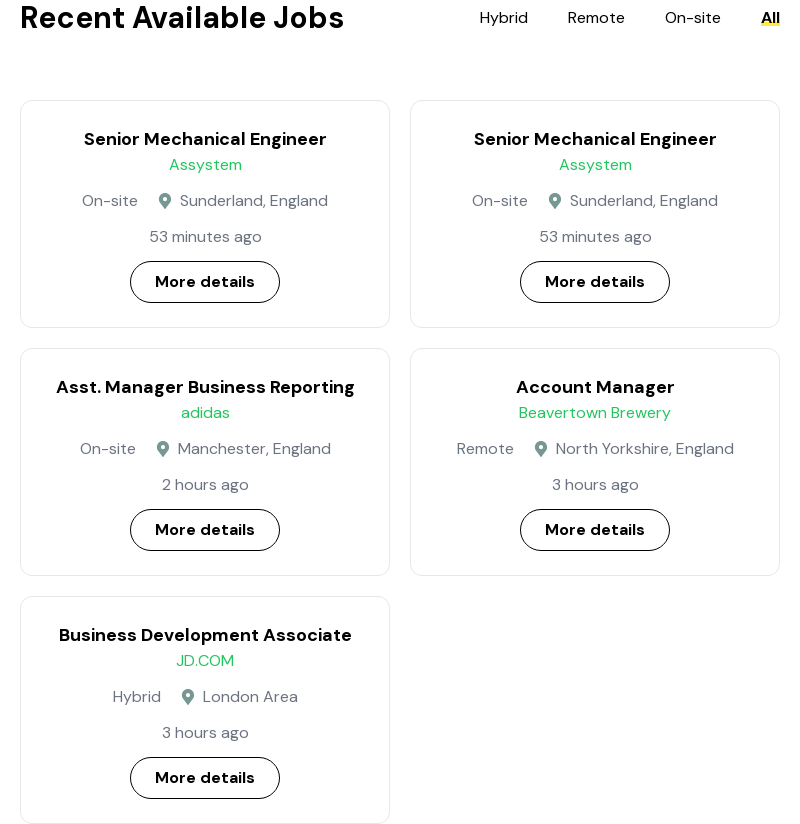 Recent Available Jobs
Hybrid Remote On-site All
Senior Mechanical Engineer
Assystem
On-site Sunderland, England
53 minutes ago
More details
Senior Mechanical Engineer
Assystem
On-site Sunderland, England
53 minutes ago
More details
Asst. Manager Business Reporting
adidas
On-site Manchester, England
2 hours ago
More details
Account Manager
Beavertown Brewery
Remote North Yorkshire, England
3 hours ago
More details
Business Development Associate
JD.COM
Hybrid London Area
3 hours ago
More details